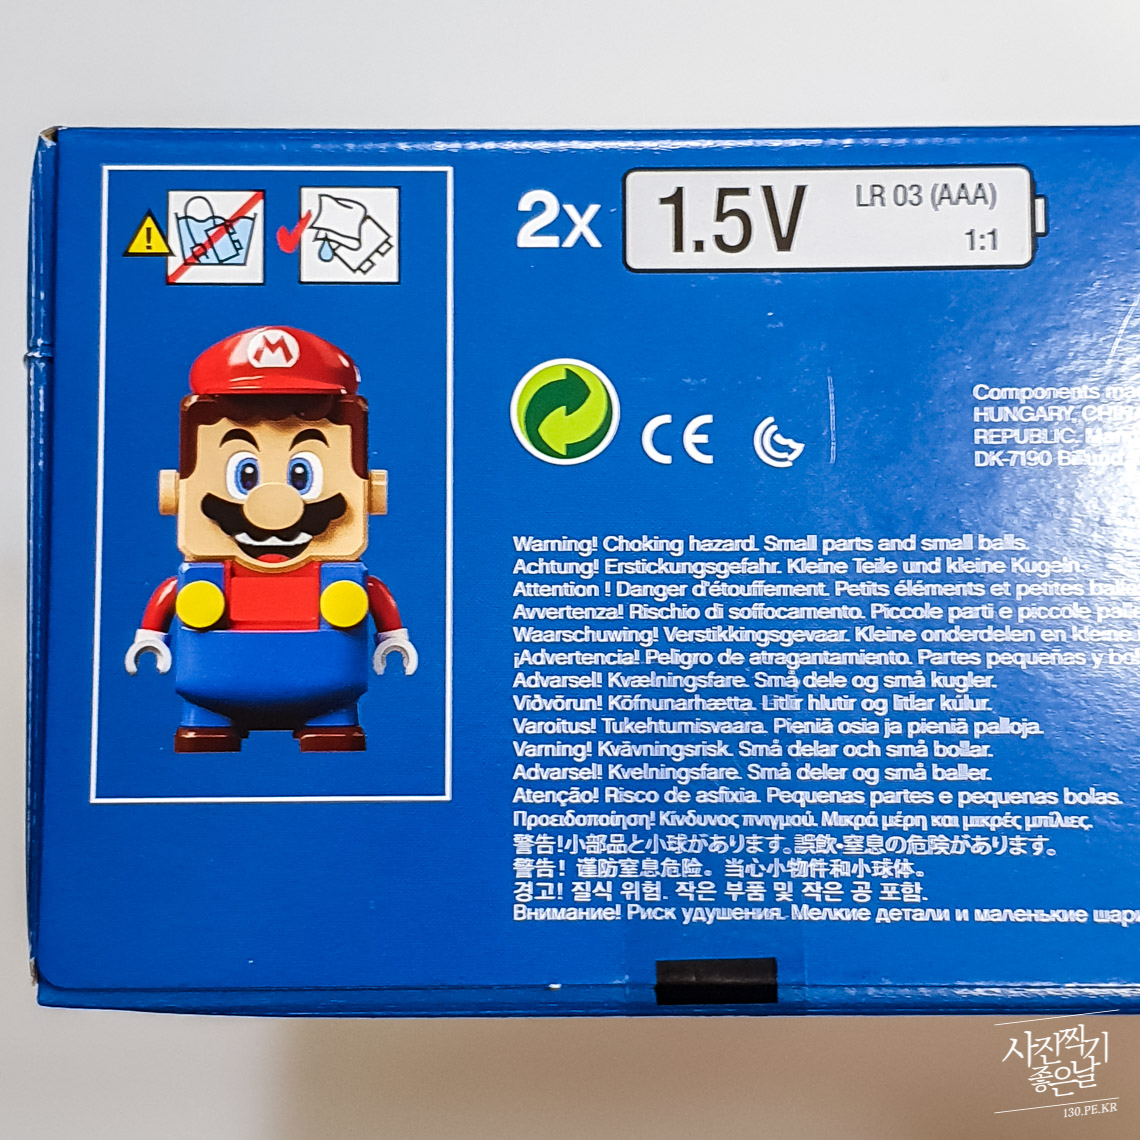 2x
1.5V
LR 03 (AAA)
1:1
M
CE
Components
HUNGARY,
REPUBLIC.
DK-7190
Warning! Choking hazard. Small parts and small balls.
Achtung! Erstickungsgefahr. Kleine Teile und kleine Kugeln.
Attention ! Danger d'étouffement. Petits éléments et petites
Avvertenza! Rischio di soffocamento. Piccole parti e piccole
Waarschuwing! Verstikkingsgevaar. Kleine onderdelen en kleine
¡Advertencia! Peligro de atragantamiento. Partes pequeñas y
Advarsel! Kvælningsfare. Små dele og små kugler.
Viðvörun! Köfnunarhætta. Litlir hlutir og litlar kúlur.
Varoitus! Tukehtumisvaara. Pieniä osia ja pieniä palloja.
Varning! Kvävningsrisk. Små delar och små bollar.
Advarsel! Kvelningsfare. Små deler og små baller.
Atenção! Risco de asfixia. Pequenas partes e pequenas bolas.
Προειδοποίηση! Κίνδυνος πνιγμού. Μικρά μέρη και μικρές μπίλιες.
警告!小部品と小球があります。誤飲•窒息の危険があります。
警告！谨防窒息危险。当心小物件和小球体。
경고! 질식 위험. 작은 부품 및 작은 공 포함.
Внимание! Риск удушения. Мелкие детали и маленькие
사진찍기
좋은날
130.PE.KR